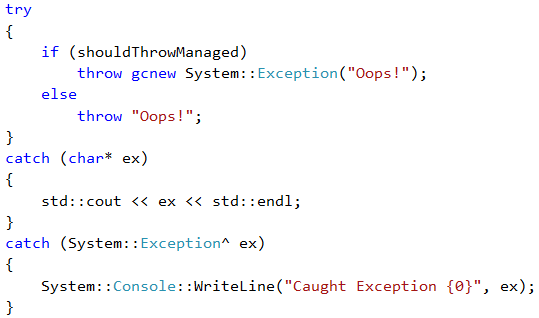 try
{
    if (shouldThrowManaged)
        throw gcnew System::Exception("Oops!");
    else
        throw "Oops!";
}
catch (char* ex)
{
    std::cout << ex << std::endl;
}
catch (System::Exception^ ex)
{
    System::Console::WriteLine("Caught Exception {0}", ex);
}